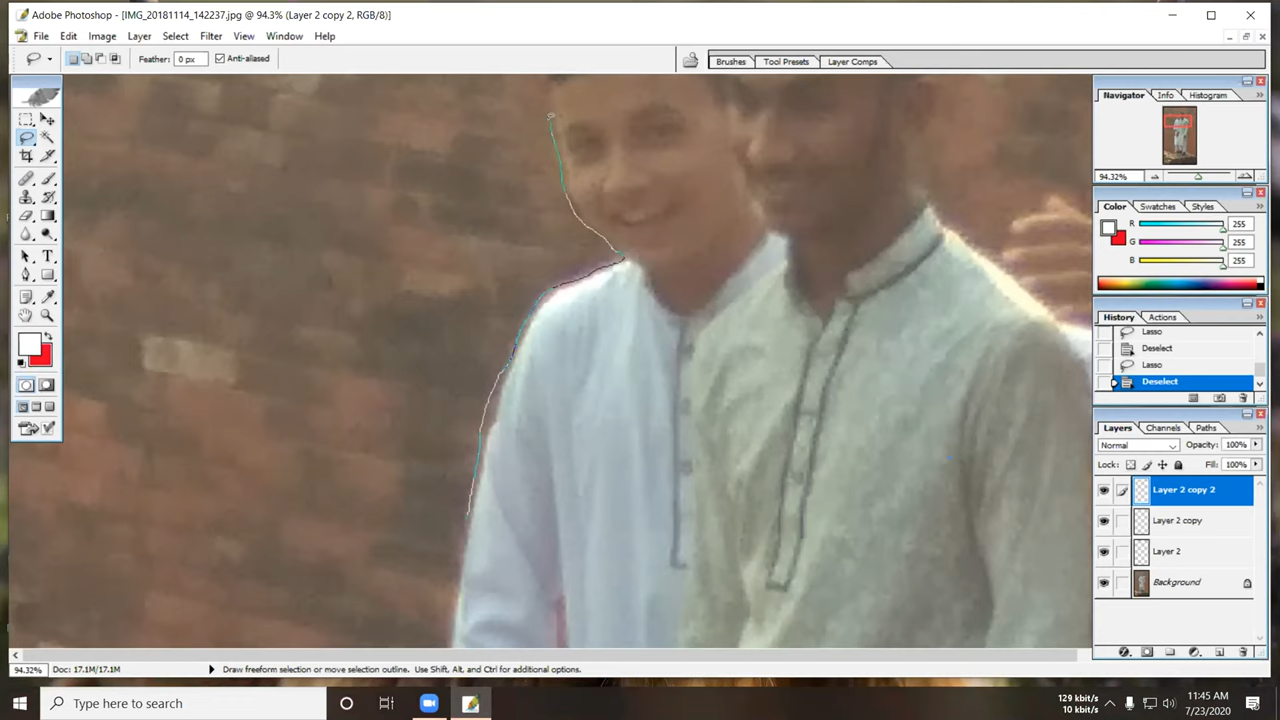 Adobe Photoshop - [IMG_20181114_142237.jpg @ 94.3% (Layer 2 copy 2, RGB/8)]
File Edit Image Layer Select Filter View Window Help
Feather: 0 px Anti-aliased Brushes Tool Presets Layer Comps
Navigator Info Histogram
94.32%
Color Swatches Styles
R 255
G 255
B 255
History Actions
Lasso
Deselect
Lasso
Deselect
Layers Channels Paths
Normal Opacity: 100%
Lock: Fill: 100%
Layer 2 copy 2
Layer 2 copy
Layer 2
Background
94.32% Doc: 17.1M/17.1M Draw freeform selection or move selection outline. Use Shift, Alt, and Ctrl for additional options.
Type here to search
129 kbit/s
10 kbit/s
11:45 AM
7/23/2020